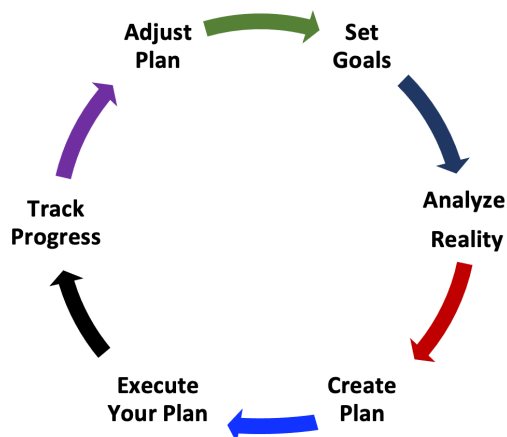 Adjust
Plan
Set
Goals
Analyze
Reality
Create
Plan
Execute
Your Plan
Track
Progress